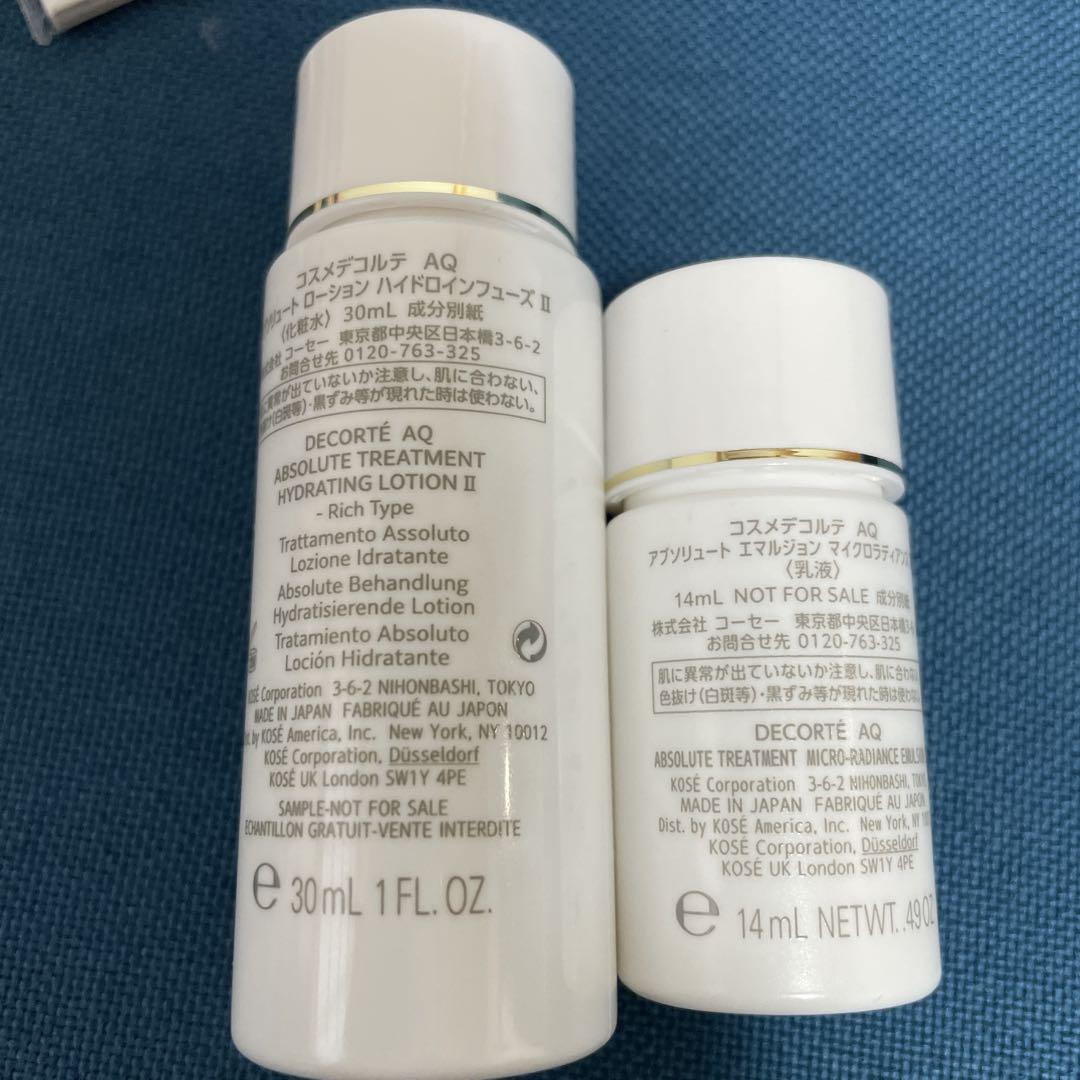 コスメデコルテ AQ
ローション ハイドロインフューズ II
〈化粧水〉 30mL 成分別紙
コーセー 東京都中央区日本橋3-6-2
お問合せ先 0120-763-325
に異常が出ていないか注意し、肌に合わない、
抜け(白斑等)・黒ずみ等が現れた時は使わない。
DECORTÉ AQ
ABSOLUTE TREATMENT
HYDRATING LOTION II
- Rich Type
Trattamento Assoluto
Lozione Idratante
Absolute Behandlung
Hydratisierende Lotion
Tratamiento Absoluto
Loción Hidratante
KOSÉ Corporation 3-6-2 NIHONBASHI, TOKYO
MADE IN JAPAN FABRIQUÉ AU JAPON
Dist. by KOSÉ America, Inc. New York, NY 10012
KOSÉ Corporation, Düsseldorf
KOSÉ UK London SW1Y 4PE
SAMPLE-NOT FOR SALE
ECHANTILLON GRATUIT-VENTE INTERDITE
e 30mL 1 FL. OZ.
コスメデコルテ AQ
アブソリュート エマルジョン マイクロラディアンス
〈乳液〉
14mL NOT FOR SALE 成分別紙
株式会社 コーセー 東京都中央区日本橋3-6
お問合せ先 0120-763-325
肌に異常が出ていないか注意し、肌に合わない
色抜け(白斑等)・黒ずみ等が現れた時は使わ
DECORTÉ AQ
ABSOLUTE TREATMENT MICRO-RADIANCE EMULSION
KOSÉ Corporation 3-6-2 NIHONBASHI, TOKYO
MADE IN JAPAN FABRIQUÉ AU JAPON
Dist. by KOSÉ America, Inc. New York, NY
KOSÉ Corporation, Düsseldorf
KOSÉ UK London SW1Y 4PE
e 14mL NETWT. .49 OZ